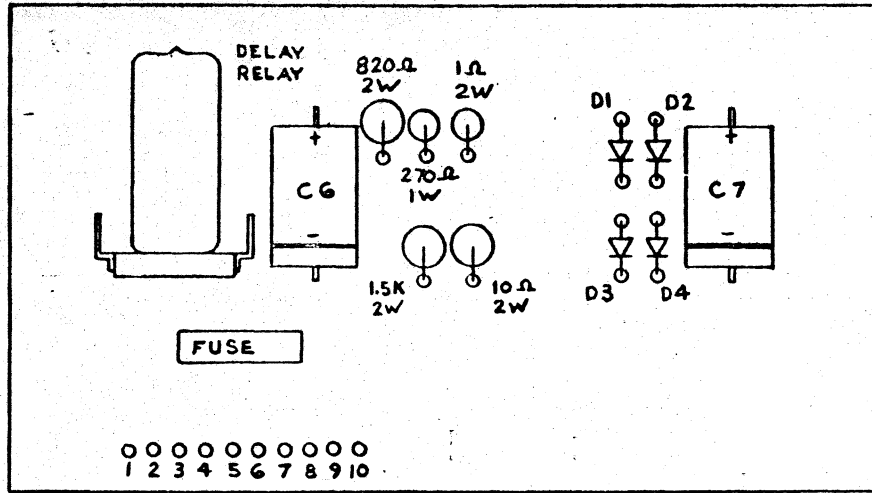 DELAY
RELAY
820Ω
2W
1Ω
2W
D1
D2
+
C6
-
270Ω
1W
+
C7
-
1.5K
2W
10Ω
2W
D3
D4
FUSE
1 2 3 4 5 6 7 8 9 10